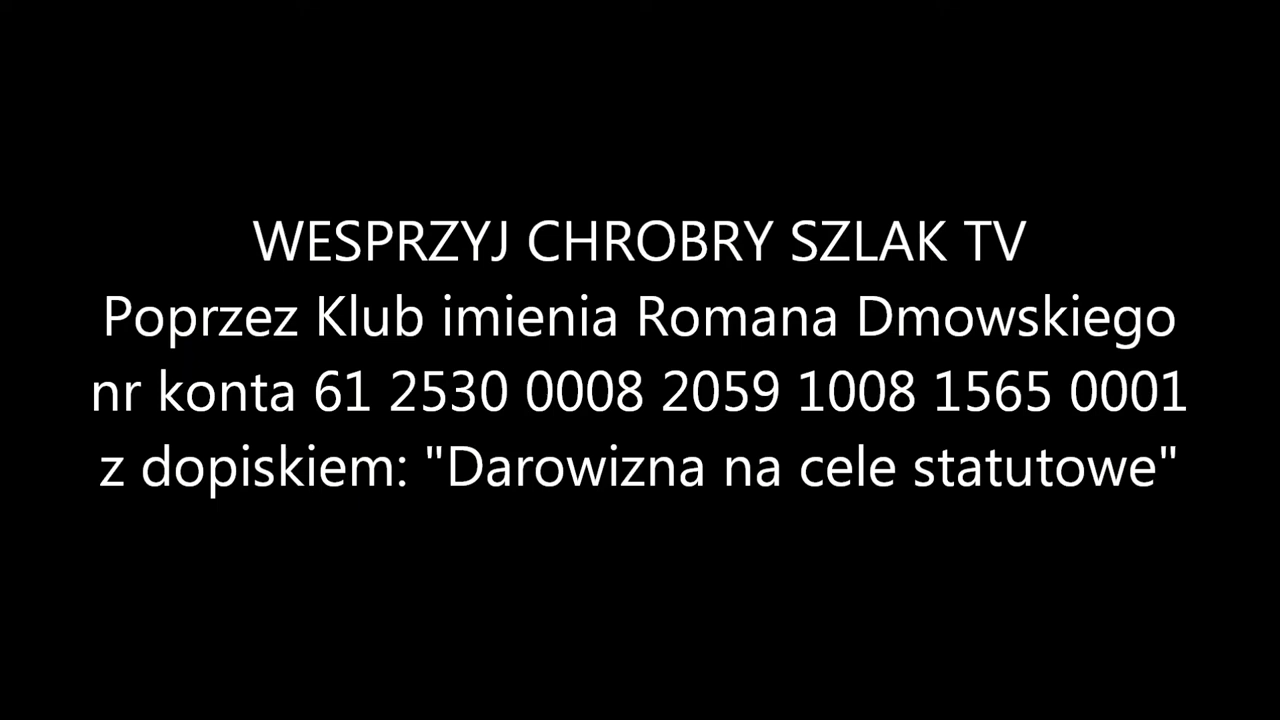 WESPRZYJ CHROBRY SZLAK TV
Poprzez Klub imienia Romana Dmowskiego
nr konta 61 2530 0008 2059 1008 1565 0001
z dopiskiem: "Darowizna na cele statutowe"